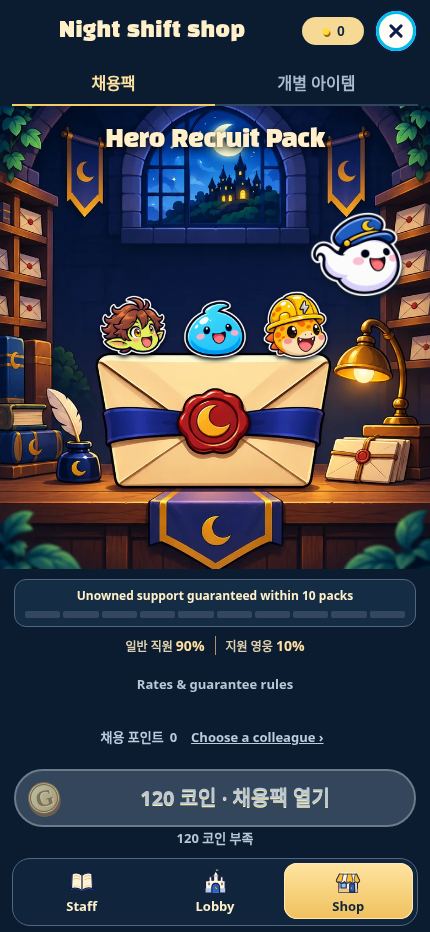 Night shift shop
0
채용팩
개별 아이템
Hero Recruit Pack
Unowned support guaranteed within 10 packs
일반 직원 90%
지원 영웅 10%
Rates & guarantee rules
채용 포인트 0
Choose a colleague ›
G
120 코인 · 채용팩 열기
120 코인 부족
Staff
Lobby
Shop